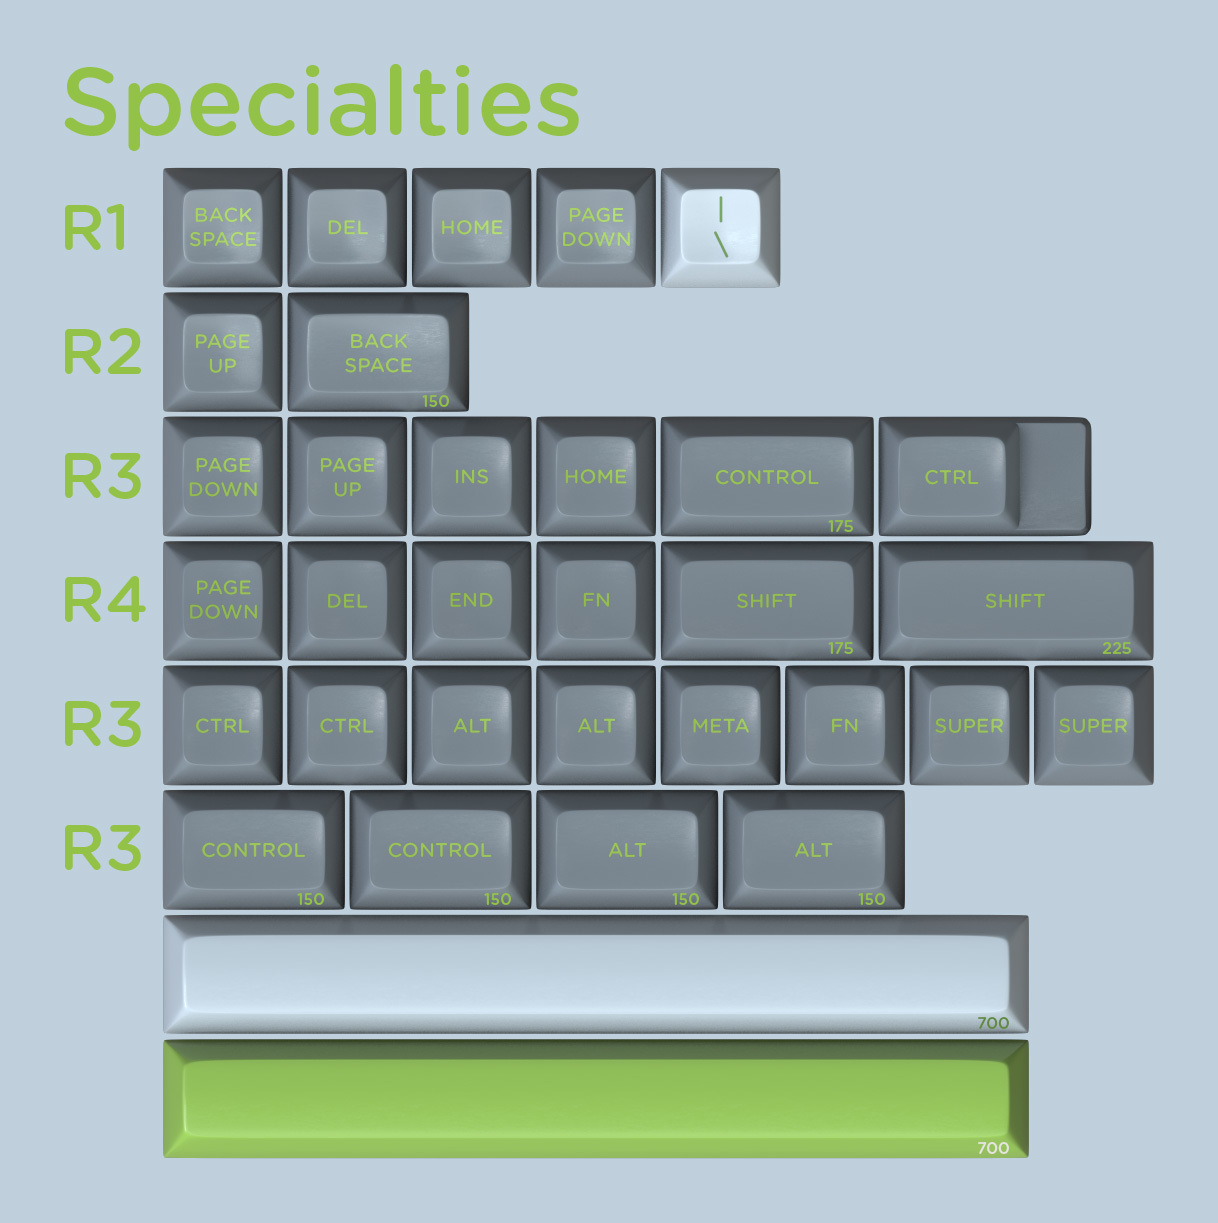 Specialties
R1 BACK SPACE DEL HOME PAGE DOWN | \
R2 PAGE UP BACK SPACE 150
R3 PAGE DOWN PAGE UP INS HOME CONTROL 175 CTRL
R4 PAGE DOWN DEL END FN SHIFT 175 SHIFT 225
R3 CTRL CTRL ALT ALT META FN SUPER SUPER
R3 CONTROL 150 CONTROL 150 ALT 150 ALT 150
700
700